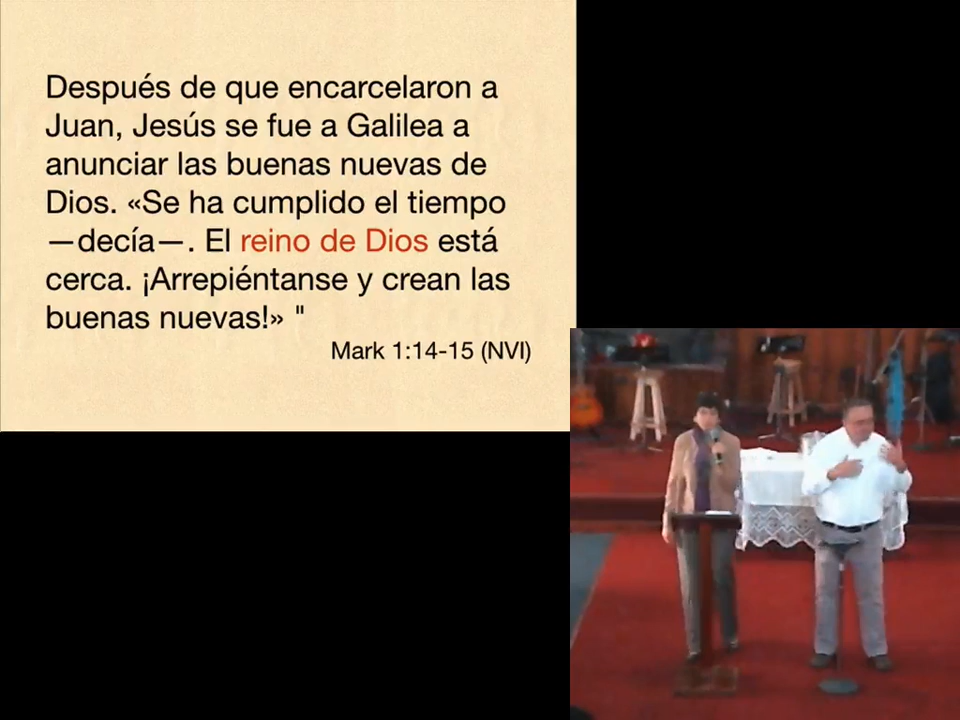 Después de que encarcelaron a
Juan, Jesús se fue a Galilea a
anunciar las buenas nuevas de
Dios. «Se ha cumplido el tiempo
—decía—. El reino de Dios está
cerca. ¡Arrepiéntanse y crean las
buenas nuevas!» "
Mark 1:14-15 (NVI)